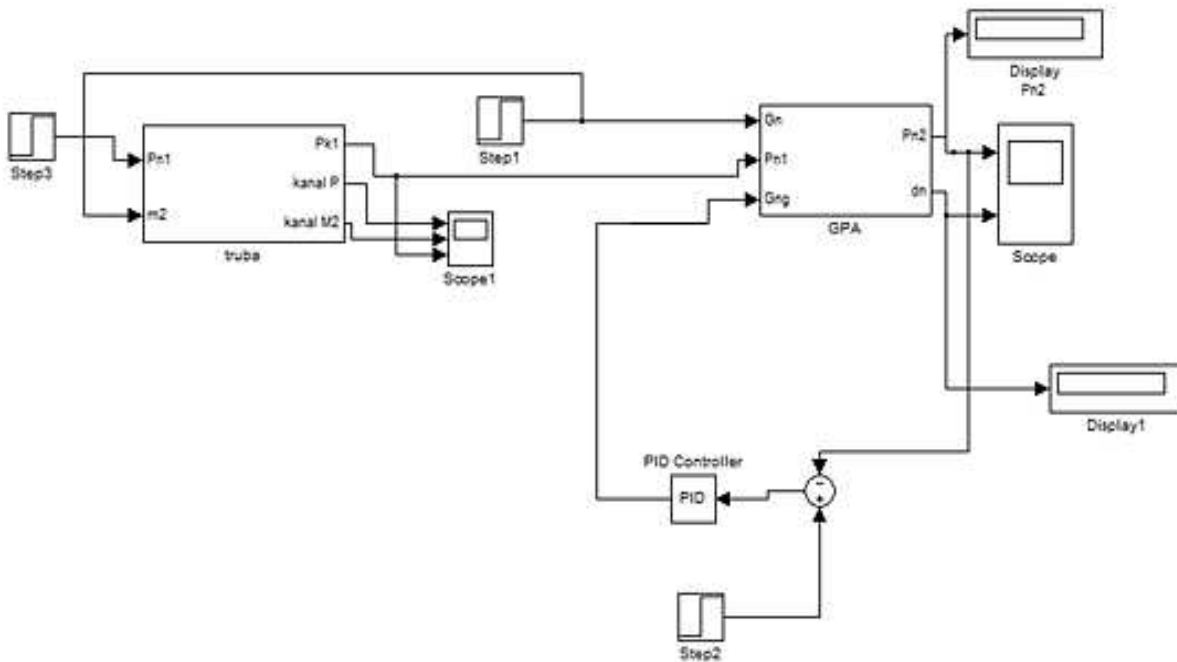 Display
Pn2
Step3
Pn1
m2
Pk1
kanal P
kanal M2
truba
Scope1
Step1
Gn
Pn1
Gng
Pn2
dn
GPA
Scope
Display1
PID Controller
PID
Step2